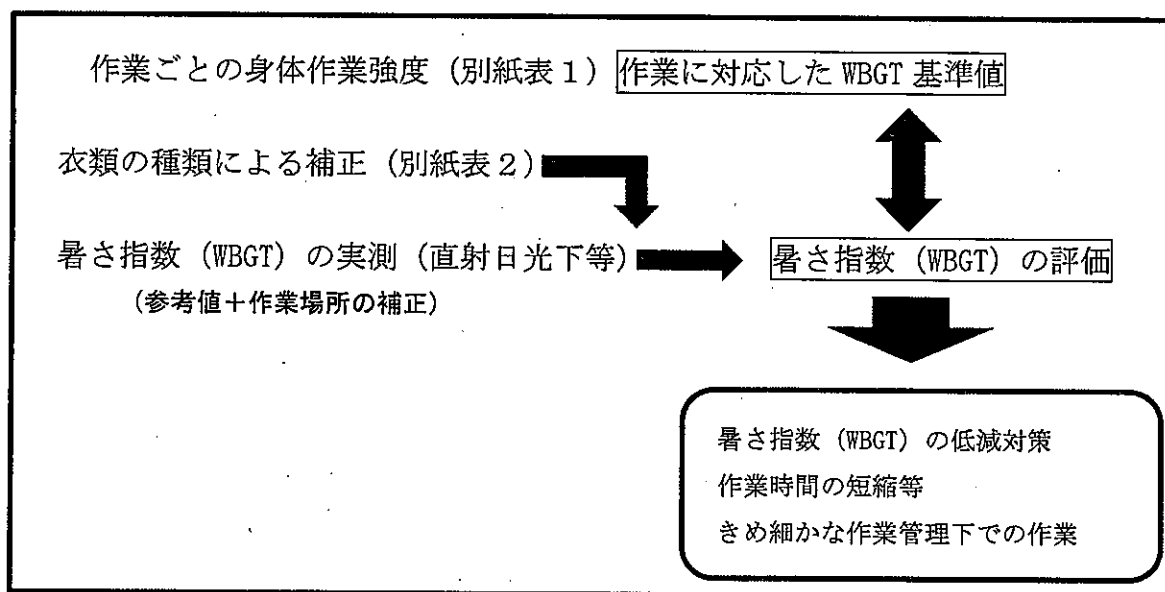 作業ごとの身体作業強度（別紙表１）作業に対応した WBGT 基準値
衣類の種類による補正（別紙表２）
暑さ指数（WBGT）の実測（直射日光下等）
暑さ指数（WBGT）の評価
（参考値＋作業場所の補正）
暑さ指数（WBGT）の低減対策
作業時間の短縮等
きめ細かな作業管理下での作業